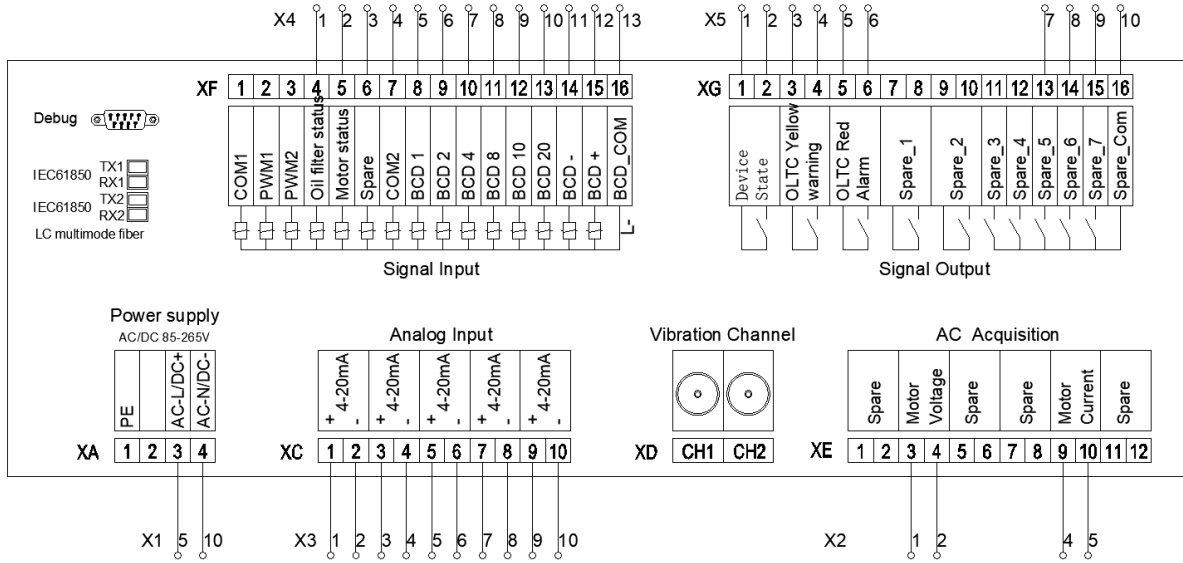 X4 1 2 3 4 5 6 7 8 9 10 11 12 13
X5 1 2 3 4 5 6 7 8 9 10
XF 1 2 3 4 5 6 7 8 9 10 11 12 13 14 15 16
XG 1 2 3 4 5 6 7 8 9 10 11 12 13 14 15 16
Debug
IEC61850 TX1
RX1
IEC61850 TX2
RX2
LC multimode fiber
COM1
PWM1
PWM2
Oil filter status
Motor status
Spare
COM2
BCD 1
BCD 2
BCD 4
BCD 8
BCD 10
BCD 20
BCD -
BCD +
BCD_COM
L-
Signal Input
Device
State
OLTC Yellow
warning
OLTC Red
Alarm
Spare_1
Spare_2
Spare_3
Spare_4
Spare_5
Spare_6
Spare_7
Spare_Com
Signal Output
Power supply
AC/DC 85-265V
PE
AC-L/DC+
AC-N/DC-
XA 1 2 3 4
X1 5 10
Analog Input
+ 4-20mA -
+ 4-20mA -
+ 4-20mA -
+ 4-20mA -
+ 4-20mA -
XC 1 2 3 4 5 6 7 8 9 10
X3 1 2 3 4 5 6 7 8 9 10
Vibration Channel
XD CH1 CH2
AC Acquisition
Spare
Motor
Voltage
Spare
Spare
Motor
Current
Spare
XE 1 2 3 4 5 6 7 8 9 10 11 12
X2 1 2 4 5